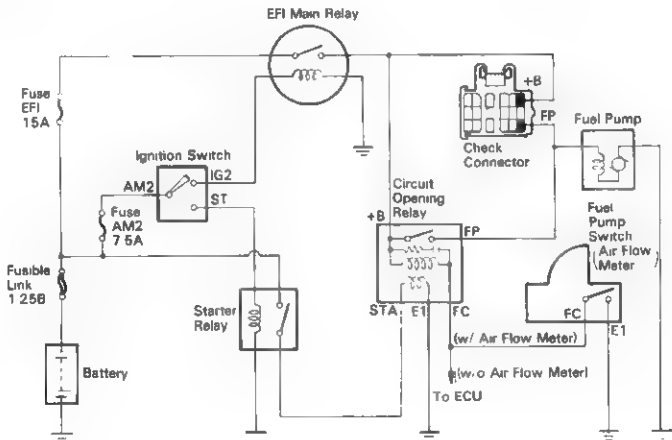 EFI Main Relay
Fuse
EFI
15A
+B
FP
Check
Connector
Fuel Pump
Ignition Switch
AM2
IG2
ST
Fuse
AM2
7 5A
Circuit
Opening
Relay
+B
FP
STA
E1
FC
Fuel
Pump
Switch
(Air Flow
Meter)
FC
E1
Fusible
Link
1 25B
Starter
Relay
Battery
(w/ Air Flow Meter)
(w/o Air Flow Meter)
To ECU